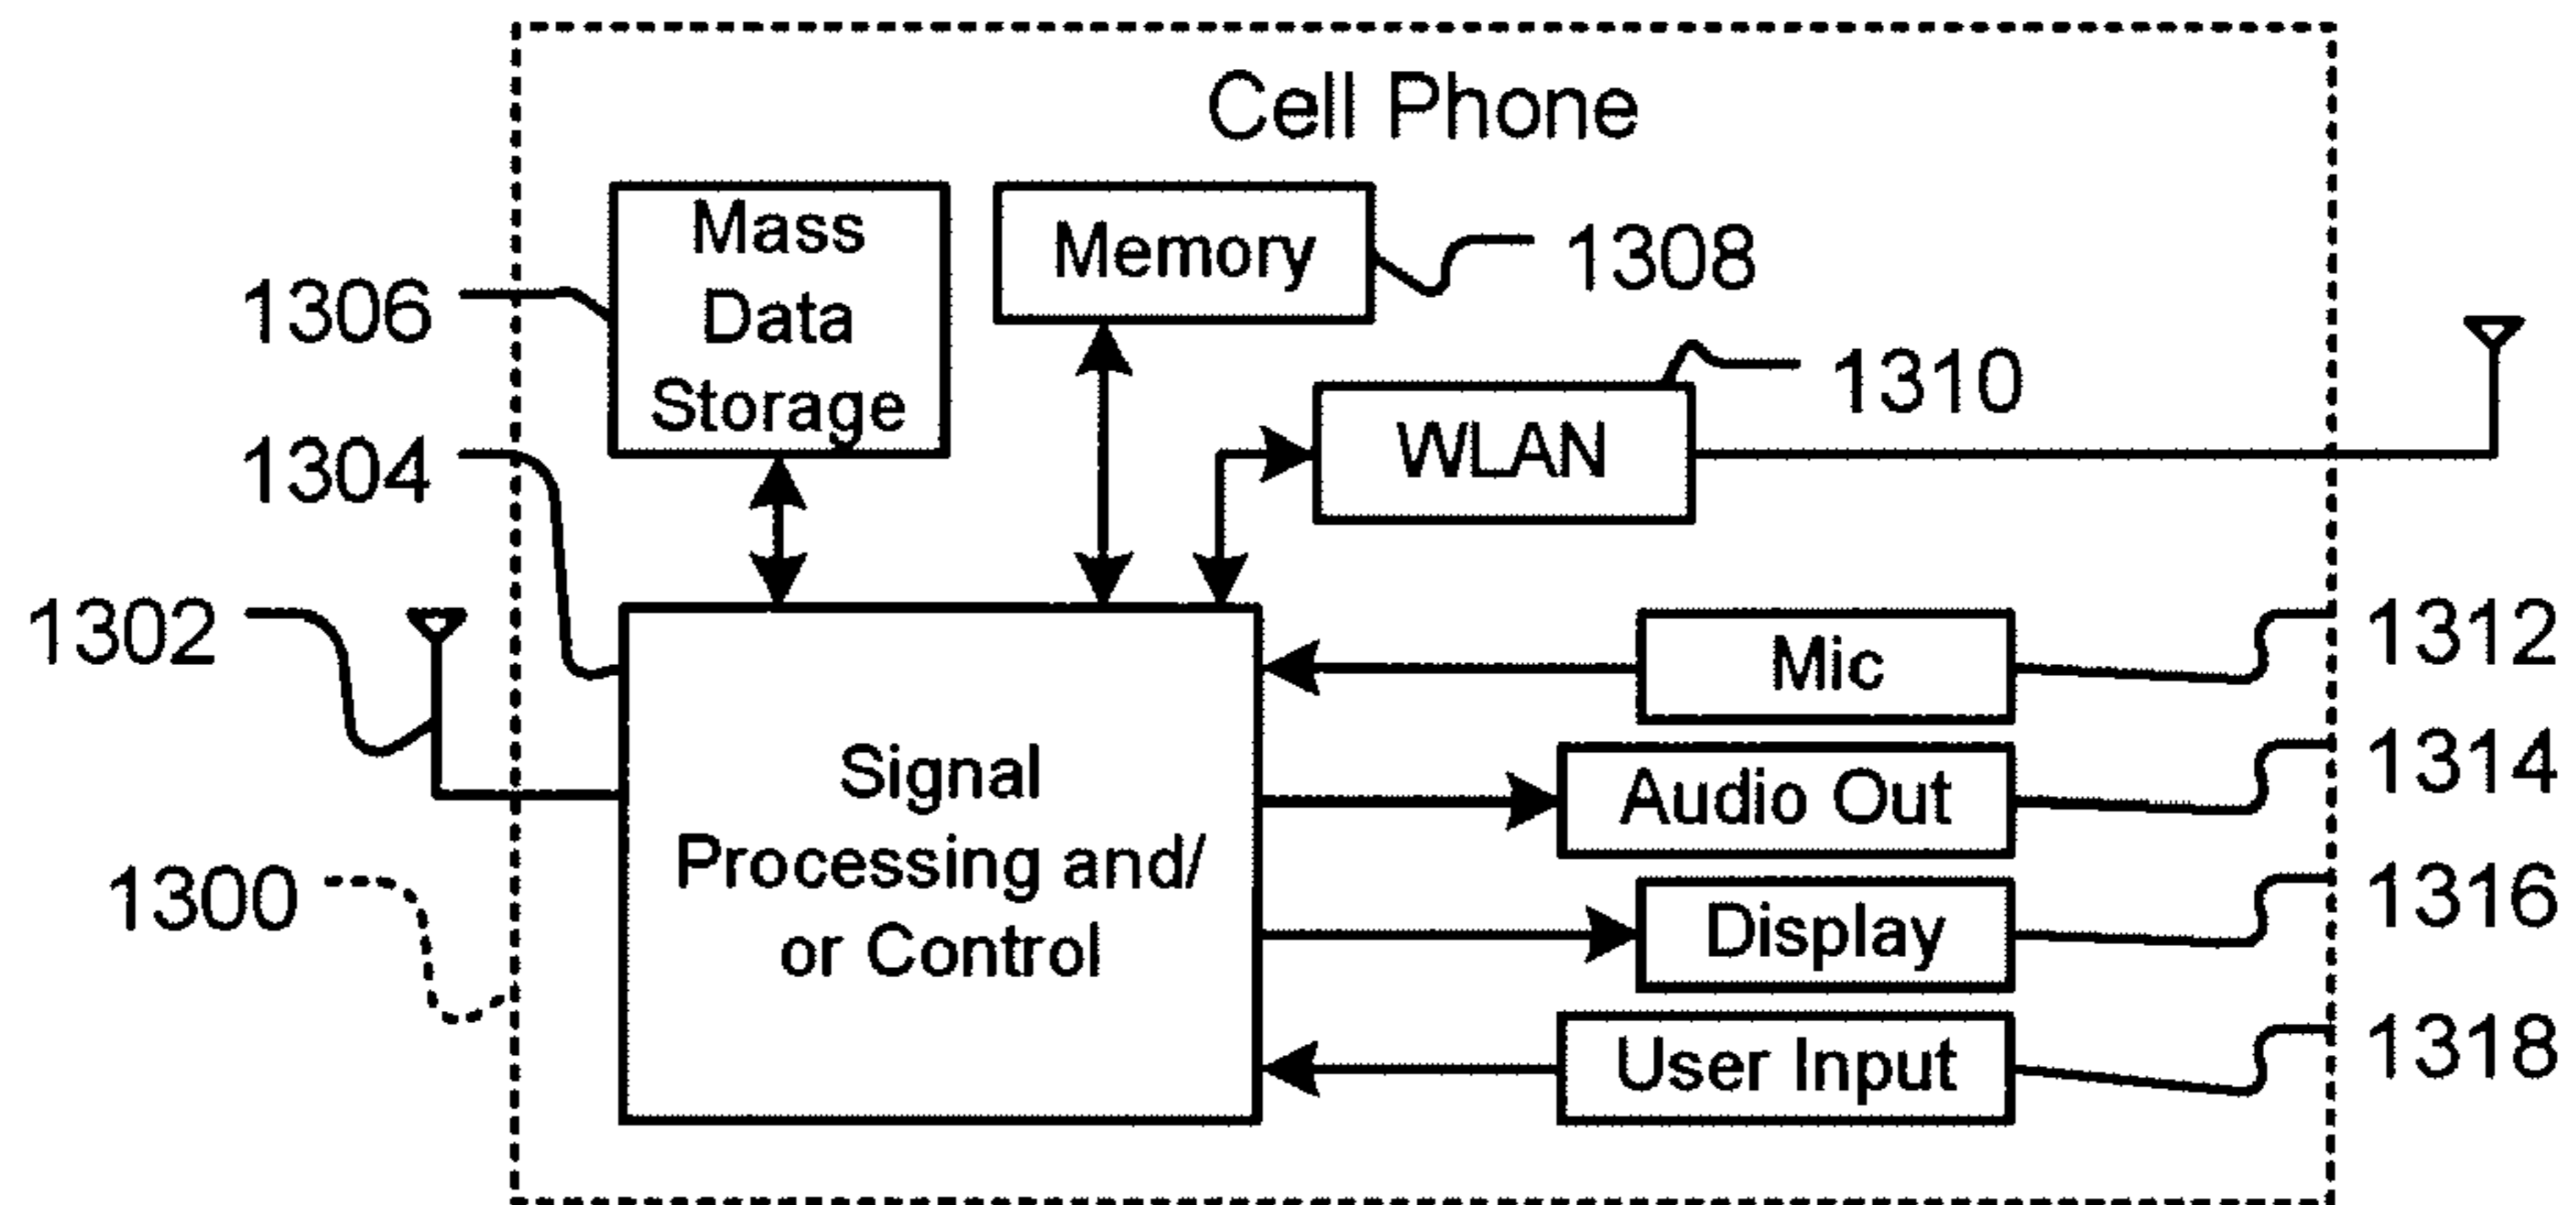 Cell Phone
Mass
Data
Storage
Memory
1308
1306
1310
WLAN
1304
1302
Mic
1312
Signal
Processing and/
or Control
Audio Out
1314
1300
Display
1316
User Input
1318